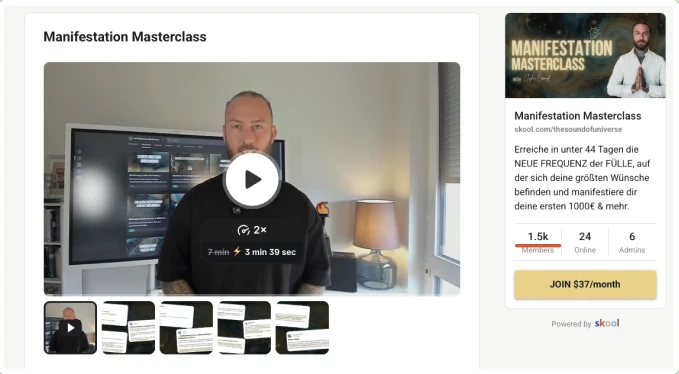 Manifestation Masterclass
2×
7 min ⚡ 3 min 39 sec
MANIFESTATION
MASTERCLASS
Manifestation Masterclass
skool.com/thesoundofuniverse
Erreiche in unter 44 Tagen die
NEUE FREQUENZ der FÜLLE, auf
der sich deine größten Wünsche
befinden und manifestiere dir
deine ersten 1000€ & mehr.
1.5k 24 6
Members Online Admins
JOIN $37/month
Powered by skool